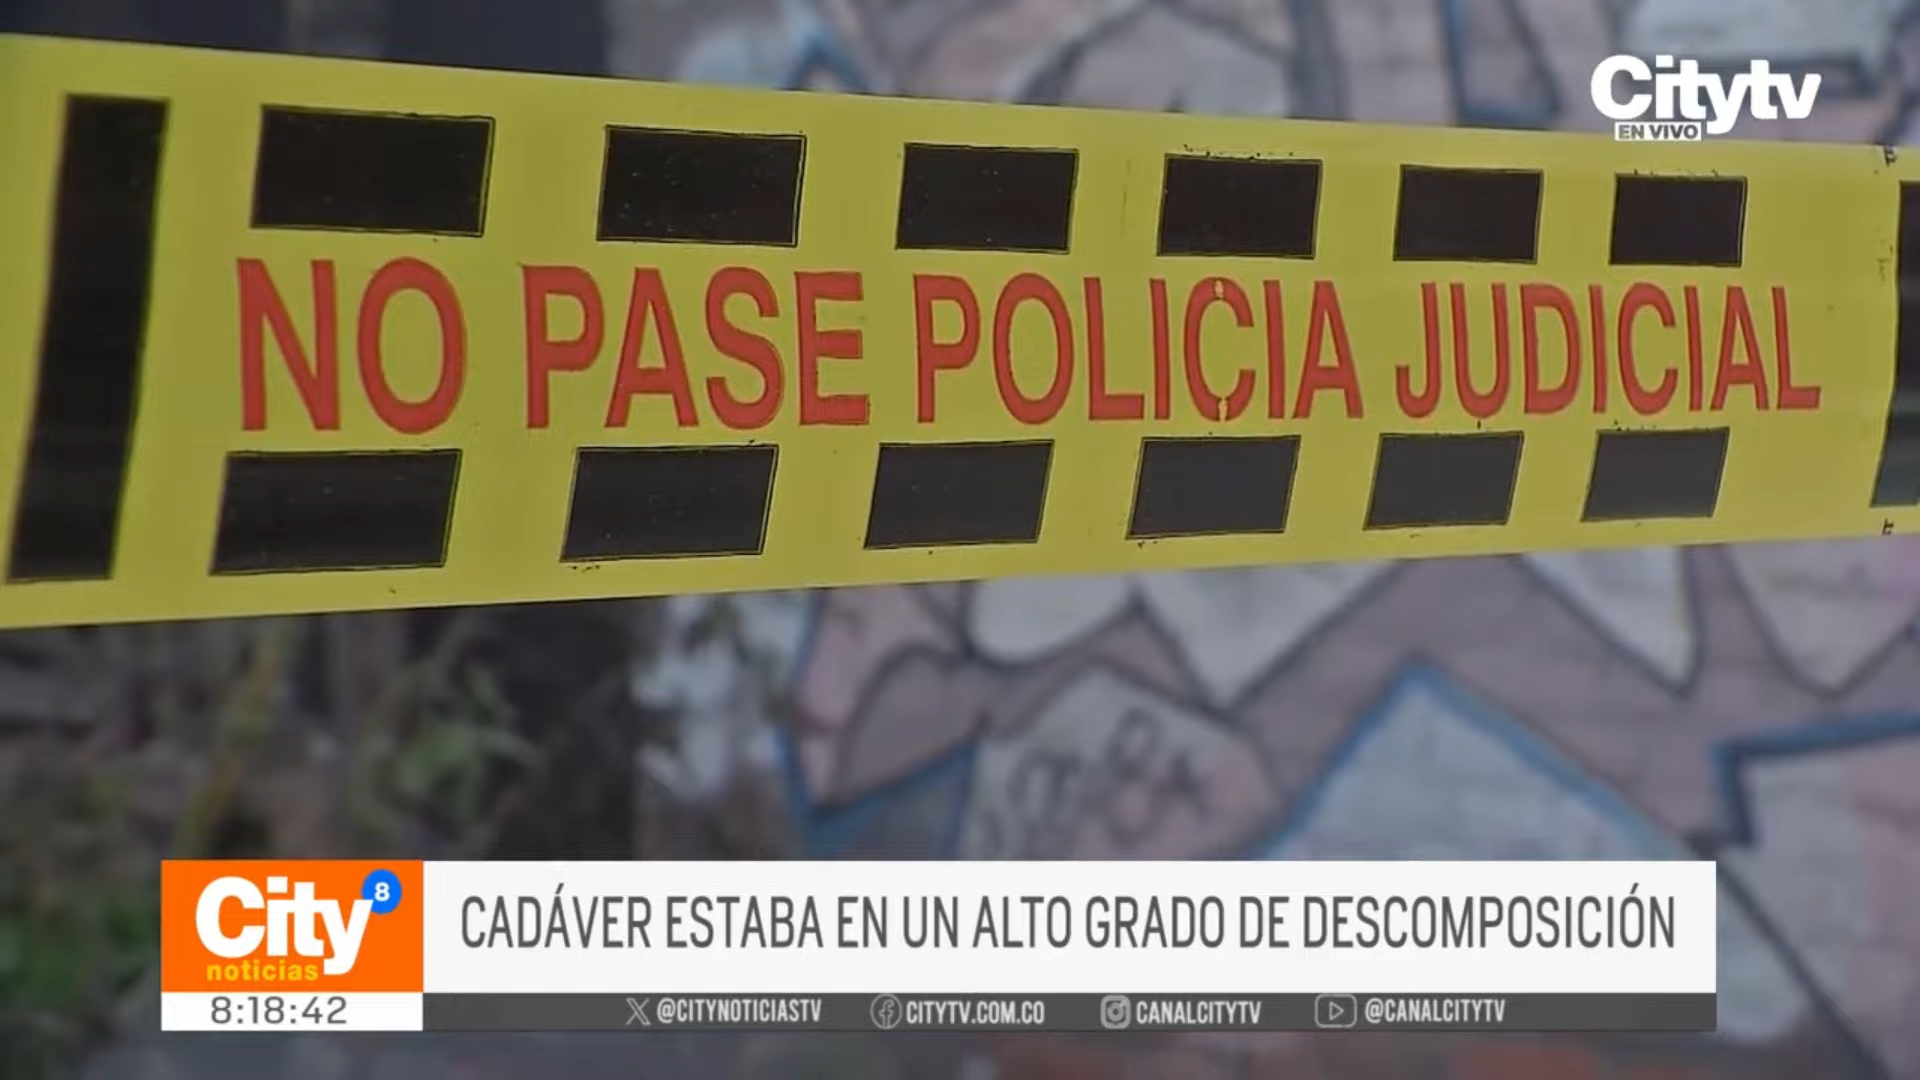 Citytv
EN VIVO
NO PASE POLICIA JUDICIAL
City 8
noticias
CADÁVER ESTABA EN UN ALTO GRADO DE DESCOMPOSICIÓN
8:18:42
@CITYNOTICIASTV CITYTV.COM.CO CANALCITYTV @CANALCITYTV